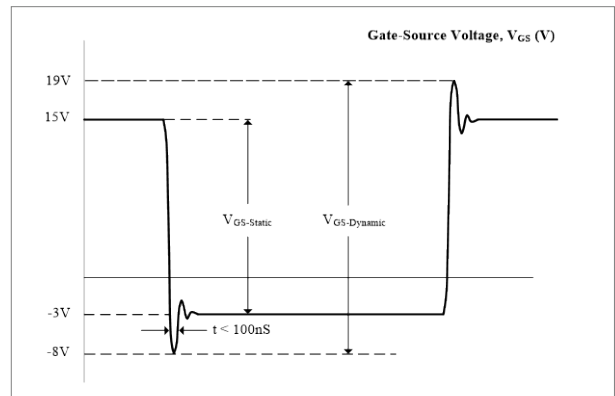 Gate-Source Voltage, VGS (V)
19V
15V
VGS-Static
VGS-Dynamic
-3V
t < 100nS
-8V